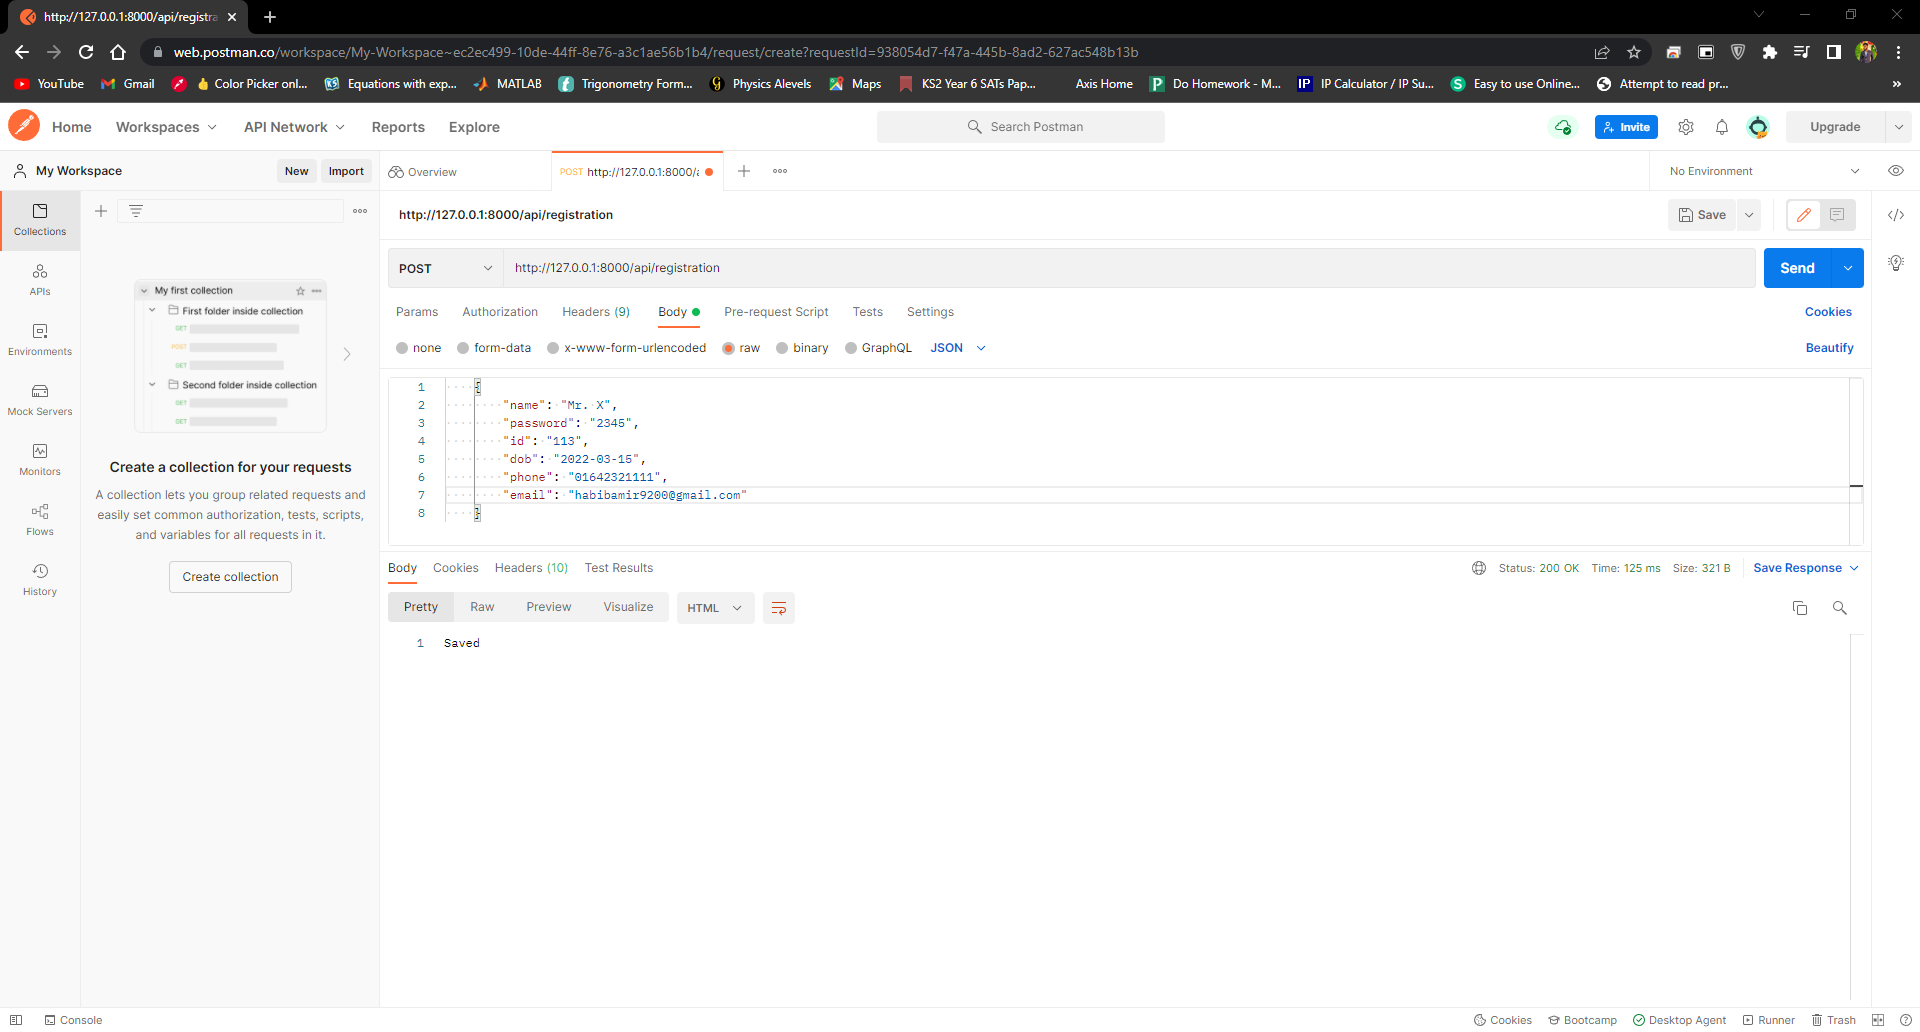 http://127.0.0.1:8000/api/registra
web.postman.co/workspace/My-Workspace~ec2ec499-10de-44ff-8e76-a3c1ae56b1b4/request/create?requestId=938054d7-f47a-445b-8ad2-627ac548b13b
YouTube Gmail Color Picker onl... Equations with exp... MATLAB Trigonometry Form... Physics Alevels Maps KS2 Year 6 SATs Pap... Axis Home Do Homework - M... IP IP Calculator / IP Su... S Easy to use Online... Attempt to read pr... »
Home Workspaces API Network Reports Explore Search Postman Invite Upgrade
My Workspace New Import Overview POST http://127.0.0.1:8000/a No Environment
Collections
APIs
Environments
Mock Servers
Monitors
Flows
History
My first collection
First folder inside collection
GET
POST
GET
Second folder inside collection
GET
GET
Create a collection for your requests
A collection lets you group related requests and
easily set common authorization, tests, scripts,
and variables for all requests in it.
Create collection
http://127.0.0.1:8000/api/registration Save
POST http://127.0.0.1:8000/api/registration Send
Params Authorization Headers (9) Body Pre-request Script Tests Settings Cookies
none form-data x-www-form-urlencoded raw binary GraphQL JSON Beautify
1 {
2 "name": "Mr. X",
3 "password": "2345",
4 "id": "113",
5 "dob": "2022-03-15",
6 "phone": "01642321111",
7 "email": "habibamir9200@gmail.com"
8 }
Body Cookies Headers (10) Test Results Status: 200 OK Time: 125 ms Size: 321 B Save Response
Pretty Raw Preview Visualize HTML
1 Saved
Console Cookies Bootcamp Desktop Agent Runner Trash